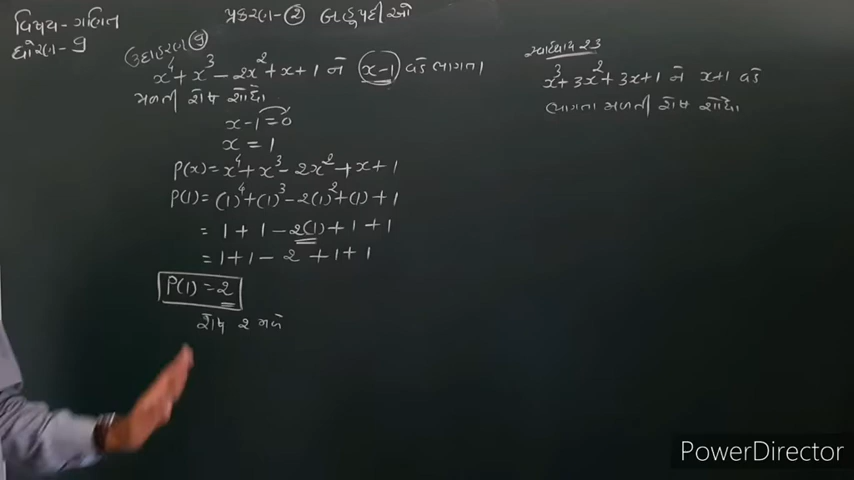 વિષય - ગણિત
ધોરણ - 9
પ્રકરણ - 2 બહુપદીઓ
ઉદાહરણ 9
x⁴ + x³ - 2x² + x + 1 ને x-1 વડે ભાગતા
મળતી શેષ શોધો
x - 1 = 0
x = 1
P(x) = x⁴ + x³ - 2x² + x + 1
P(1) = (1)⁴ + (1)³ - 2(1)² + (1) + 1
= 1 + 1 - 2(1) + 1 + 1
= 1 + 1 - 2 + 1 + 1
P(1) = 2
શેષ 2 મળે
સ્વાધ્યાય 2.3
x³ + 3x² + 3x + 1 ને x+1 વડે
ભાગતા મળતી શેષ શોધો
PowerDirector